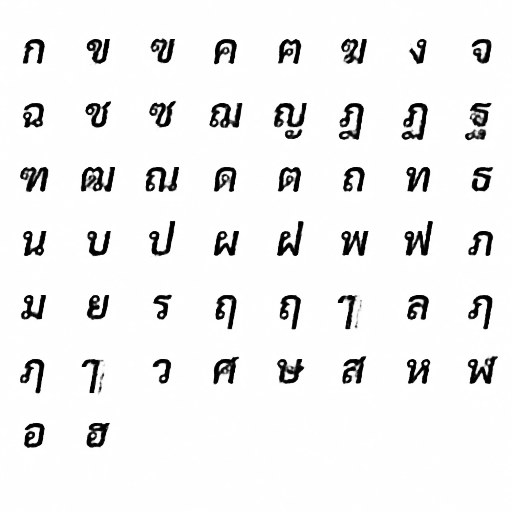 ก ข ฃ ค ฅ ฆ ง จ
ฉ ช ซ ฌ ญ ฎ ฏ ฐ
ฑ ฒ ณ ด ต ถ ท ธ
น บ ป ผ ฝ พ ฟ ภ
ม ย ร ฤ ฤ ๅ ล ฦ
ฦ ๅ ว ศ ษ ส ห ฬ
อ ฮ